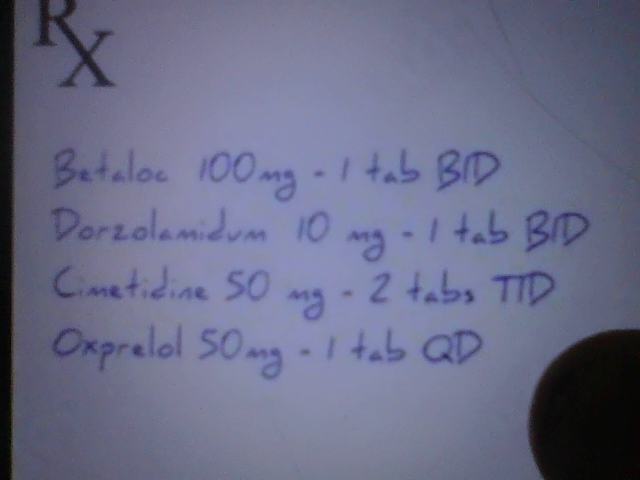 Rx
Betaloc 100mg - 1 tab BID
Dorzolamidum 10 mg - 1 tab BID
Cimetidine 50 mg - 2 tabs TID
Oxprelol 50mg - 1 tab QD